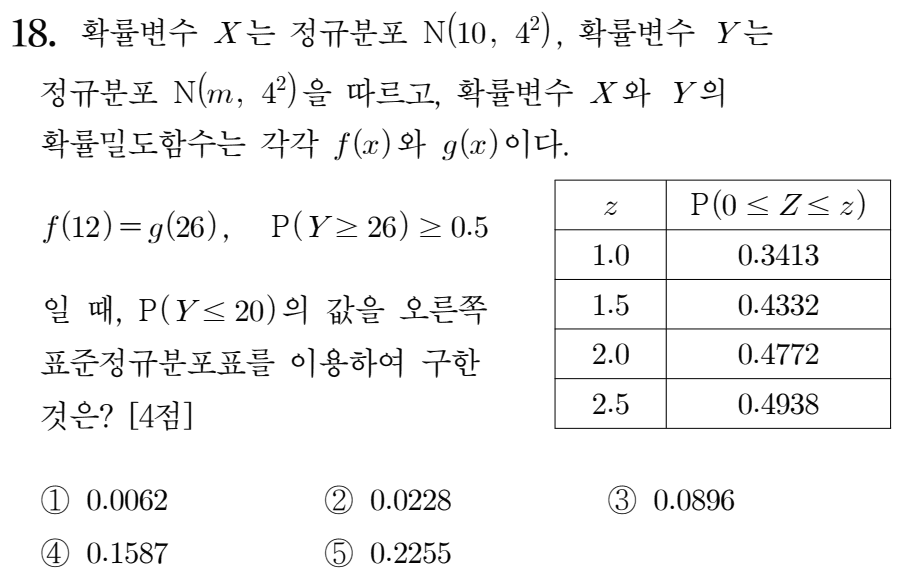 18. 확률변수 X는 정규분포 N(10, 4²), 확률변수 Y는
정규분포 N(m, 4²)을 따르고, 확률변수 X와 Y의
확률밀도함수는 각각 f(x)와 g(x)이다.
f(12)=g(26), P(Y≥26)≥0.5
일 때, P(Y≤20)의 값을 오른쪽
표준정규분포표를 이용하여 구한
것은? [4점]
z P(0≤Z≤z)
1.0 0.3413
1.5 0.4332
2.0 0.4772
2.5 0.4938
① 0.0062 ② 0.0228 ③ 0.0896
④ 0.1587 ⑤ 0.2255